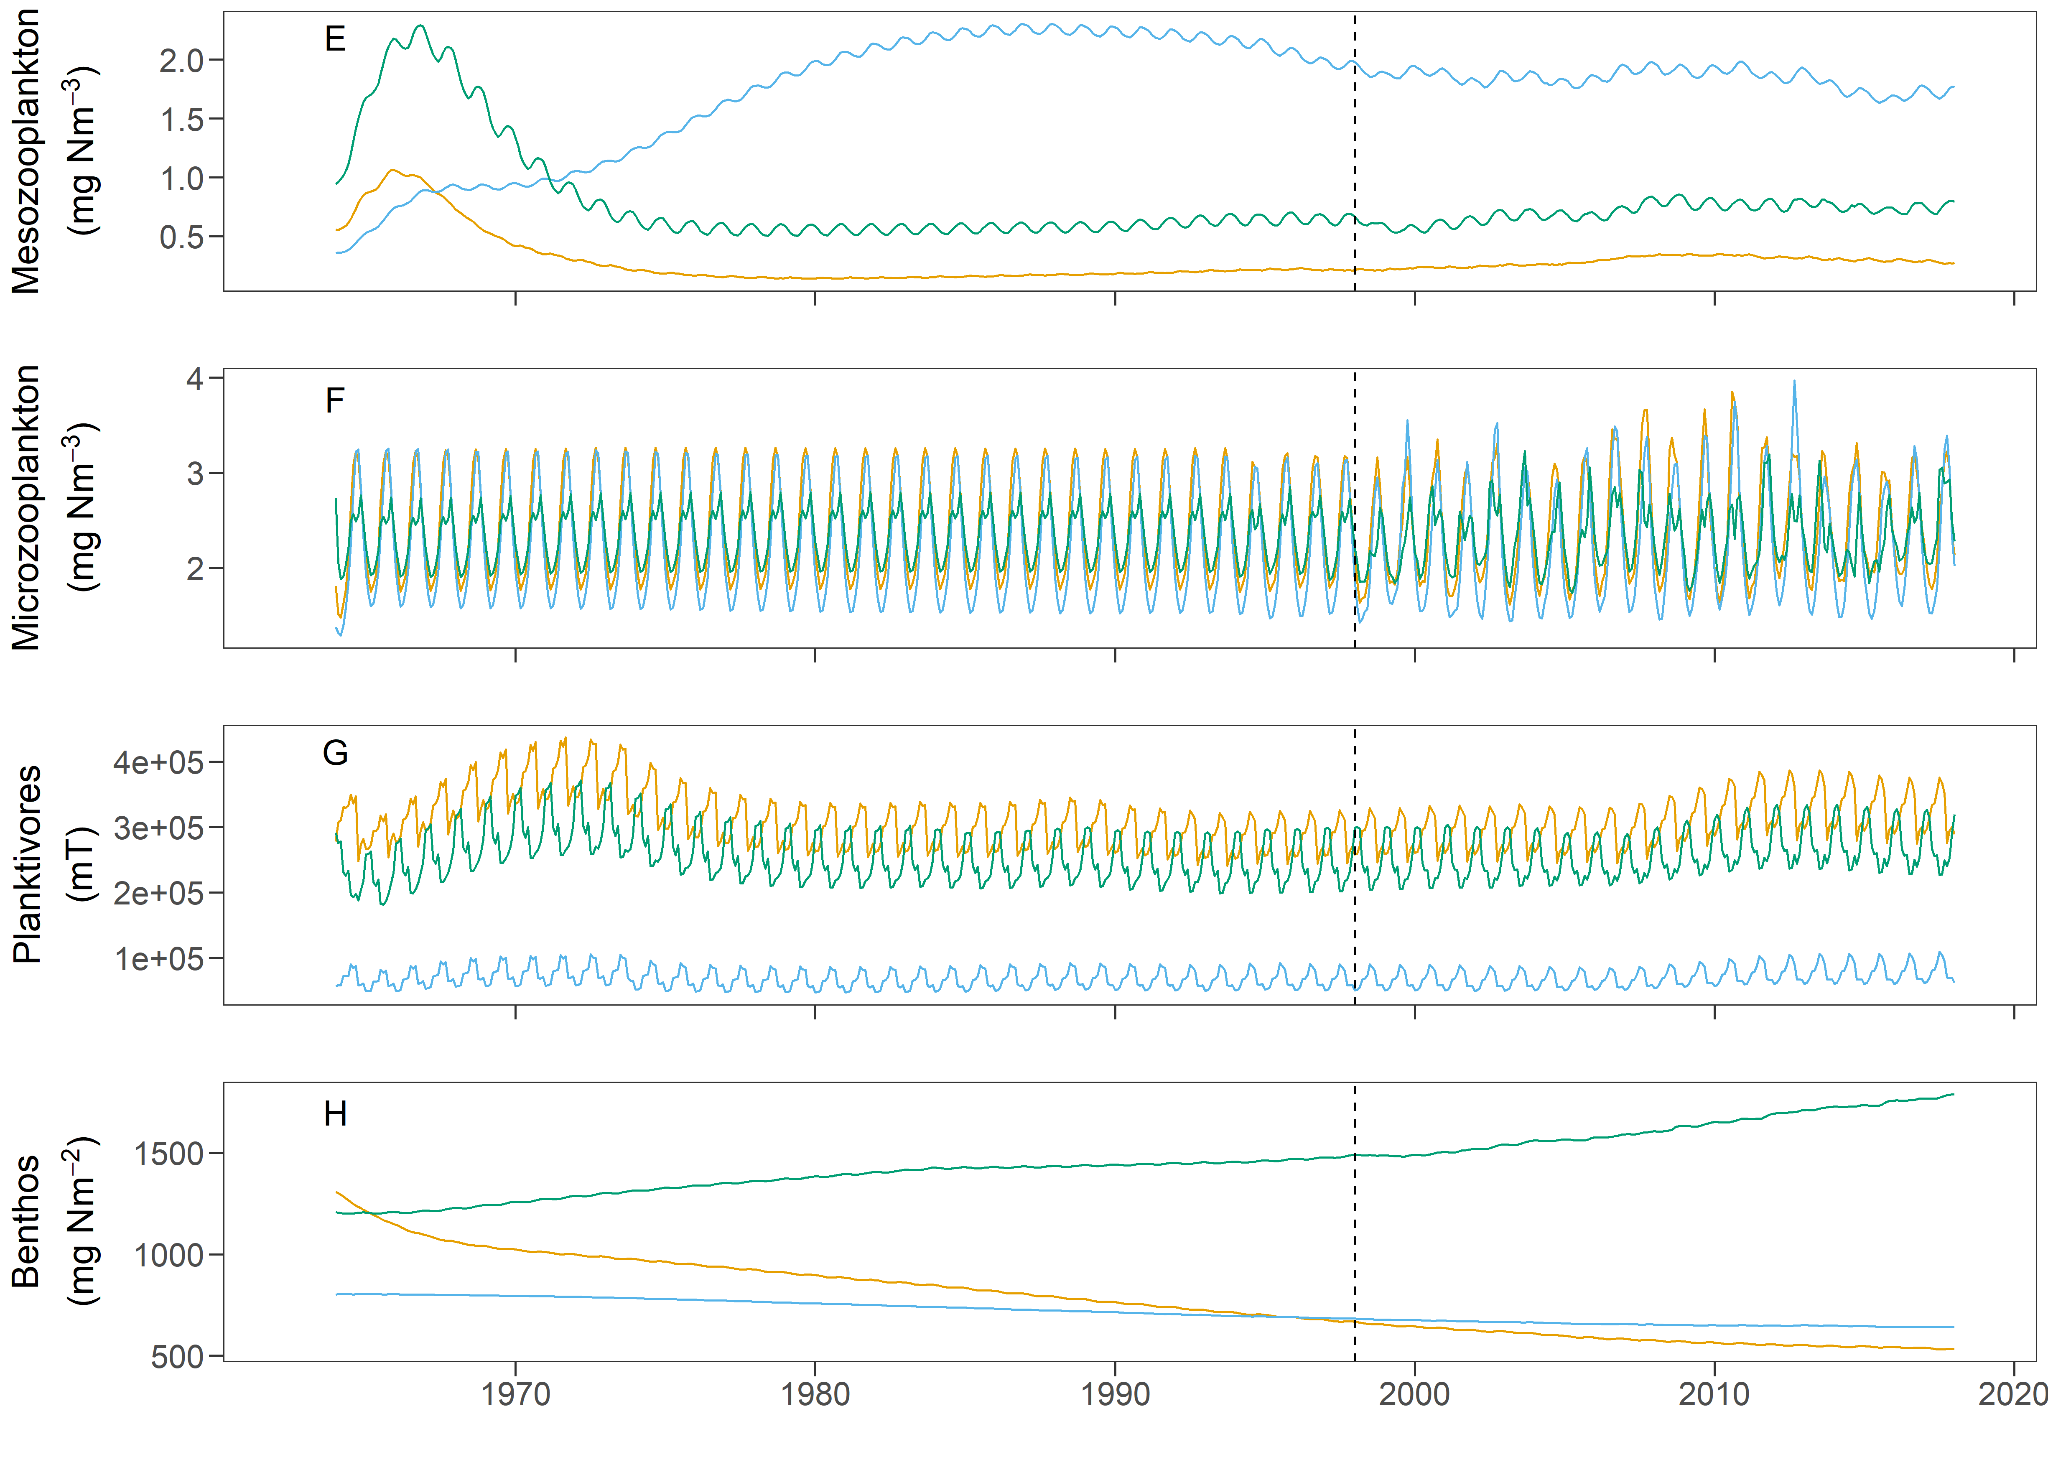 Mesozooplankton
(mg Nm⁻³)
E
2.0
1.5
1.0
0.5
Microzooplankton
(mg Nm⁻³)
F
4
3
2
Planktivores
(mT)
G
4e+05
3e+05
2e+05
1e+05
Benthos
(mg Nm⁻²)
H
1500
1000
500
1970 1980 1990 2000 2010 2020